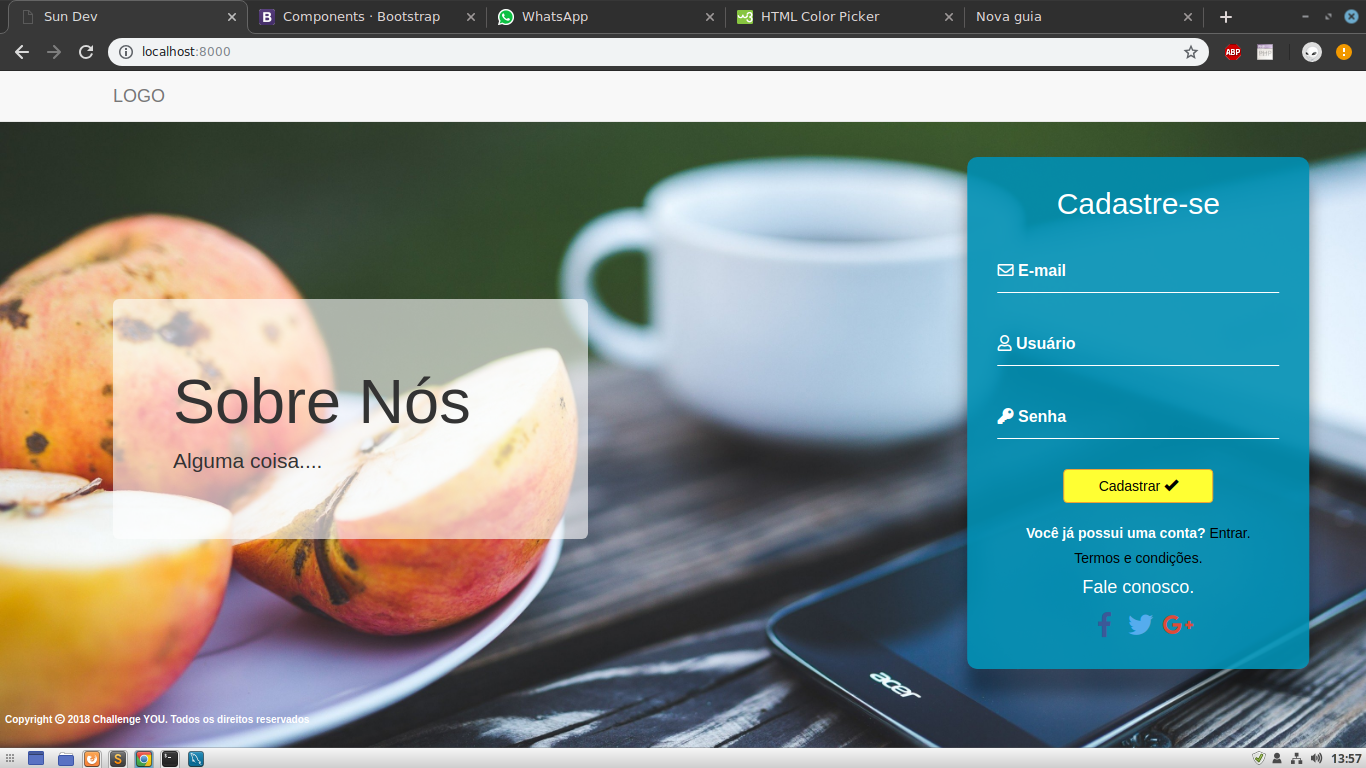 Sun Dev
Components · Bootstrap
WhatsApp
HTML Color Picker
Nova guia
localhost:8000
ABP
LOGO
Cadastre-se
E-mail
Usuário
Senha
Sobre Nós
Alguma coisa....
Cadastrar
Você já possui uma conta? Entrar.
Termos e condições.
Fale conosco.
acer
Copyright © 2018 Challenge YOU. Todos os direitos reservados
13:57